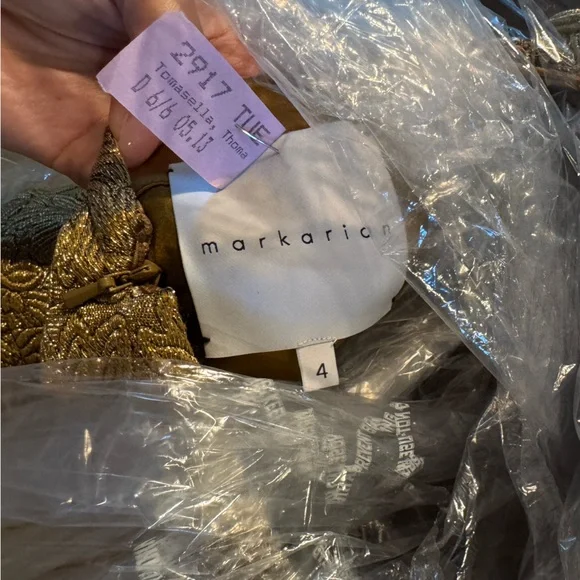 2917 TUE
Tomasella, Thoma
D 6/6 05.13
markarian
4